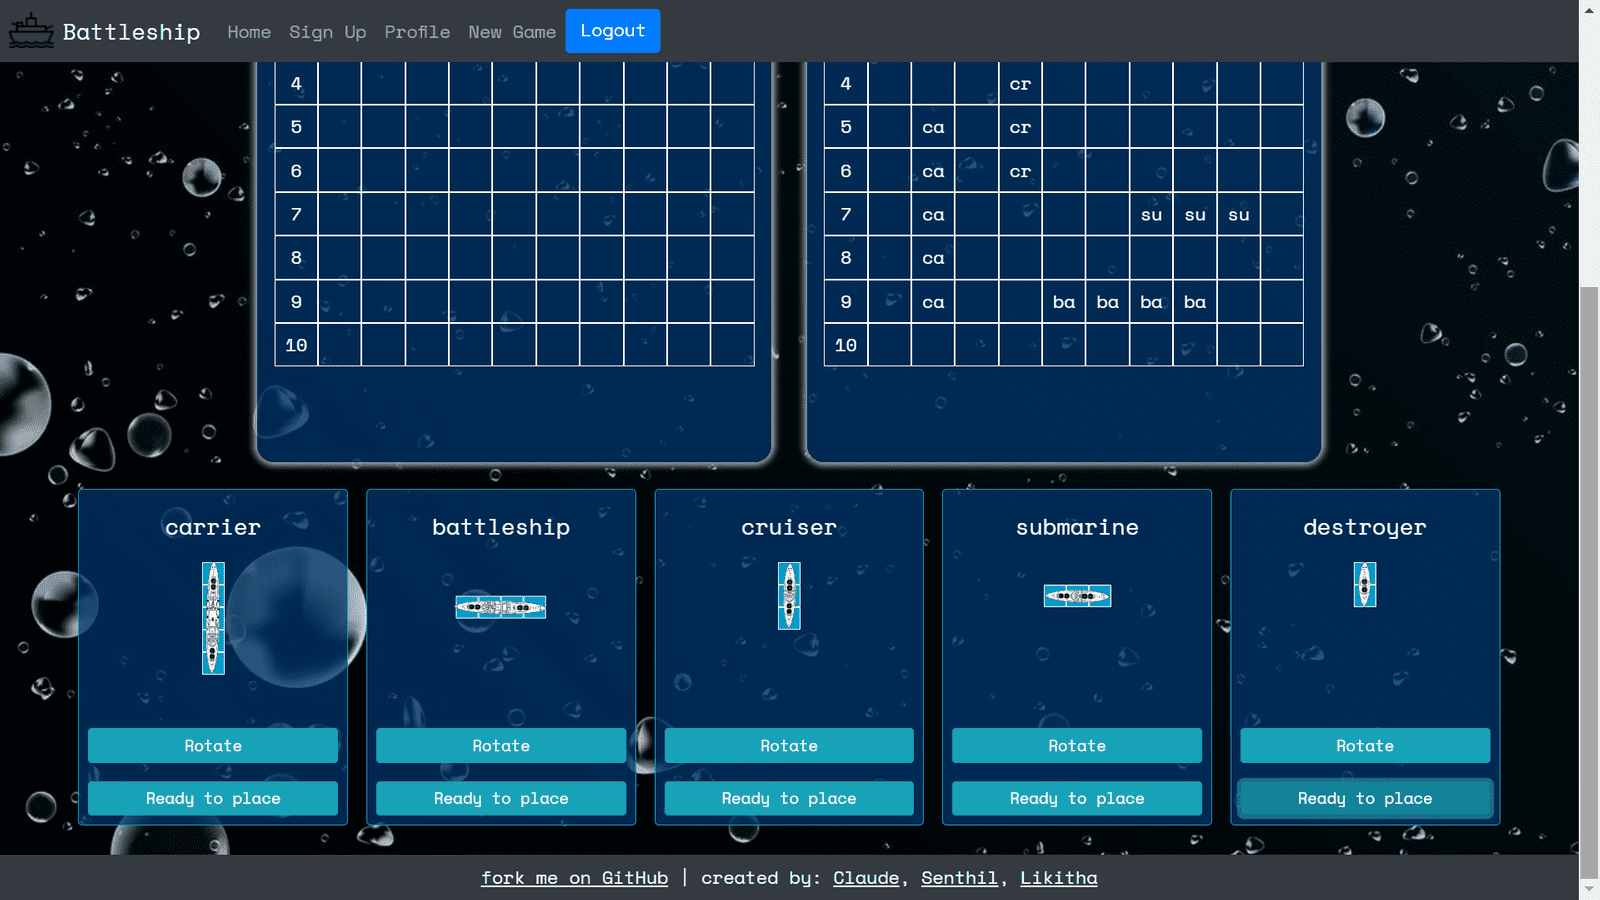 Battleship Home Sign Up Profile New Game Logout
4
5
6
7
8
9
10
4 cr
5 ca cr
6 ca cr
7 ca su su su
8 ca
9 ca ba ba ba ba
10
carrier
battleship
cruiser
submarine
destroyer
Rotate Rotate Rotate Rotate Rotate
Ready to place Ready to place Ready to place Ready to place Ready to place
fork me on GitHub | created by: Claude, Senthil, Likitha